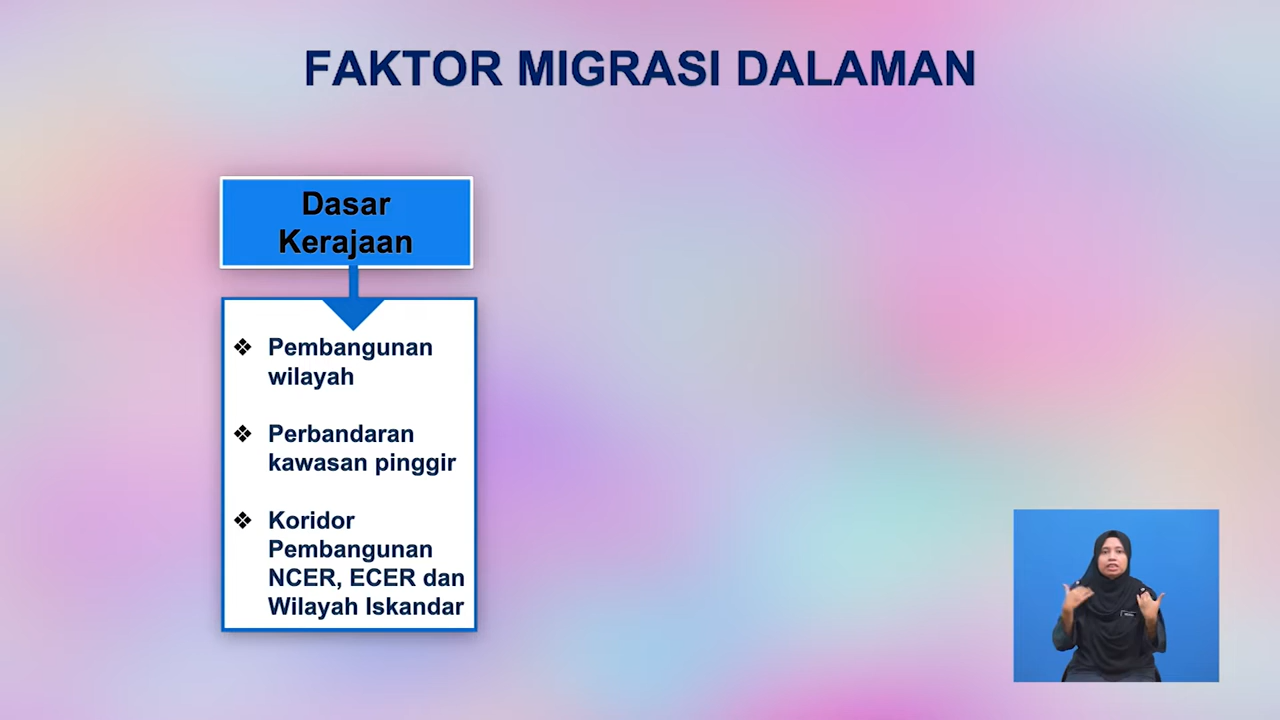 FAKTOR MIGRASI DALAMAN
Dasar
Kerajaan
❖ Pembangunan
wilayah
❖ Perbandaran
kawasan pinggir
❖ Koridor
Pembangunan
NCER, ECER dan
Wilayah Iskandar